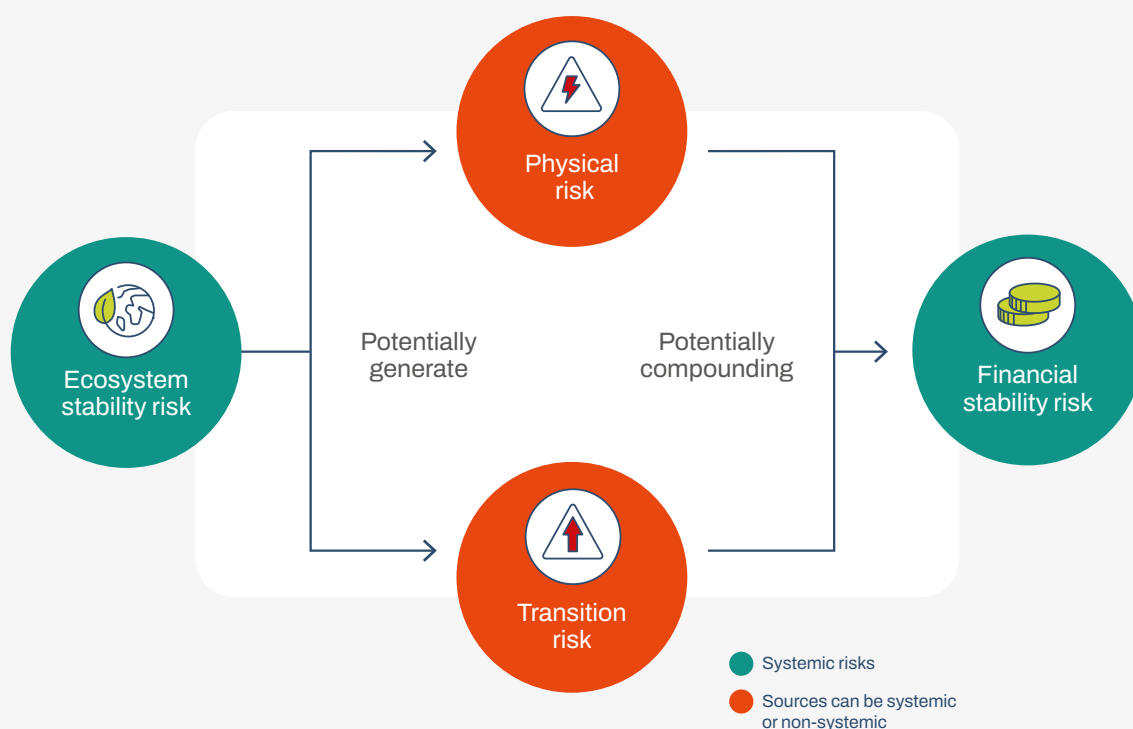 Physical
risk
Ecosystem
stability risk
Potentially
generate
Potentially
compounding
Financial
stability risk
Transition
risk
Systemic risks
Sources can be systemic
or non-systemic